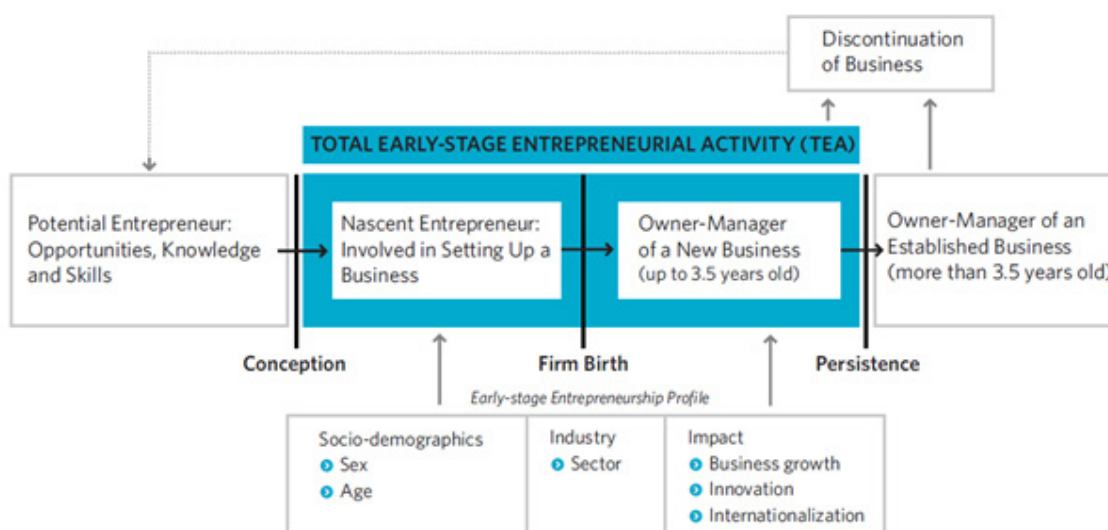 Discontinuation
of Business
TOTAL EARLY-STAGE ENTREPRENEURIAL ACTIVITY (TEA)
Potential Entrepreneur:
Opportunities, Knowledge
and Skills
Nascent Entrepreneur:
Involved in Setting Up a
Business
Owner-Manager
of a New Business
(up to 3.5 years old)
Owner-Manager of an
Established Business
(more than 3.5 years old)
Conception
Firm Birth
Persistence
Early-stage Entrepreneurship Profile
Socio-demographics
Sex
Age
Industry
Sector
Impact
Business growth
Innovation
Internationalization